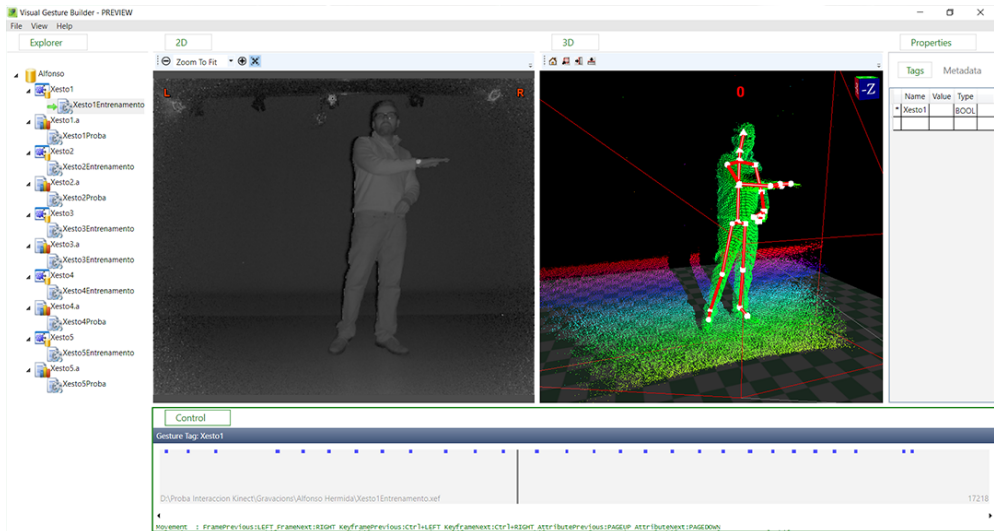 Visual Gesture Builder - PREVIEW
File View Help
Explorer
2D
3D
Properties
Zoom To Fit
Tags Metadata
Name Value Type
* Xesto1 BOOL
Alfonso
Xesto1
Xesto1Entrenamento
Xesto1.a
Xesto1Proba
Xesto2
Xesto2Entrenamento
Xesto2.a
Xesto2Proba
Xesto3
Xesto3Entrenamento
Xesto3.a
Xesto3Entrenamento
Xesto4
Xesto4Entrenamento
Xesto4.a
Xesto4Proba
Xesto5
Xesto5Entrenamento
Xesto5.a
Xesto5Proba
L R
0
-Z
Control
Gesture Tag: Xesto1
D:\Proba Interaccion Kinect\Gravacions\Alfonso Hermida\Xesto1Entrenamento.xef 17218
Movement : FramePrevious:LEFT FrameNext:RIGHT KeyframePrevious:Ctrl+LEFT KeyframeNext:Ctrl+RIGHT AttributePrevious:PAGEUP AttributeNext:PAGEDOWN